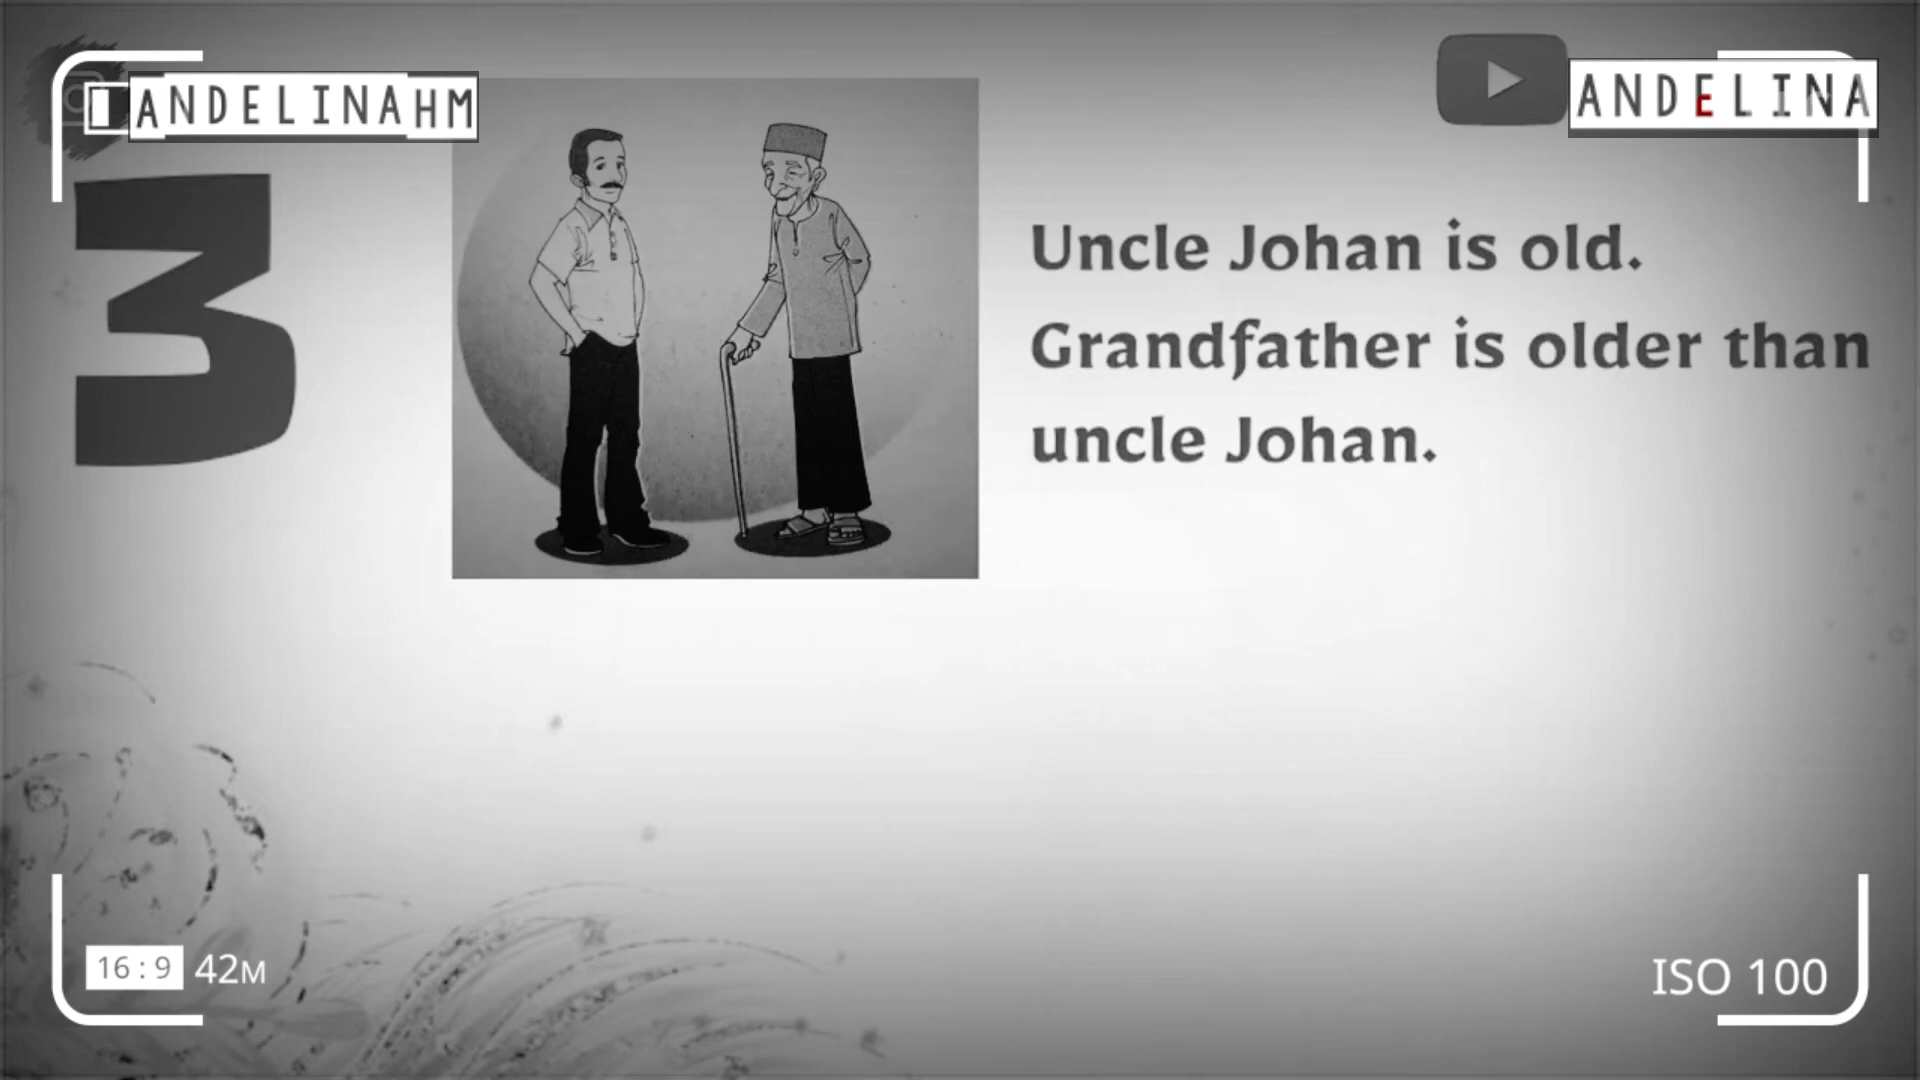 ANDELINAHM
ANDELINA
3
Uncle Johan is old.
Grandfather is older than
uncle Johan.
16:9 42M
ISO 100